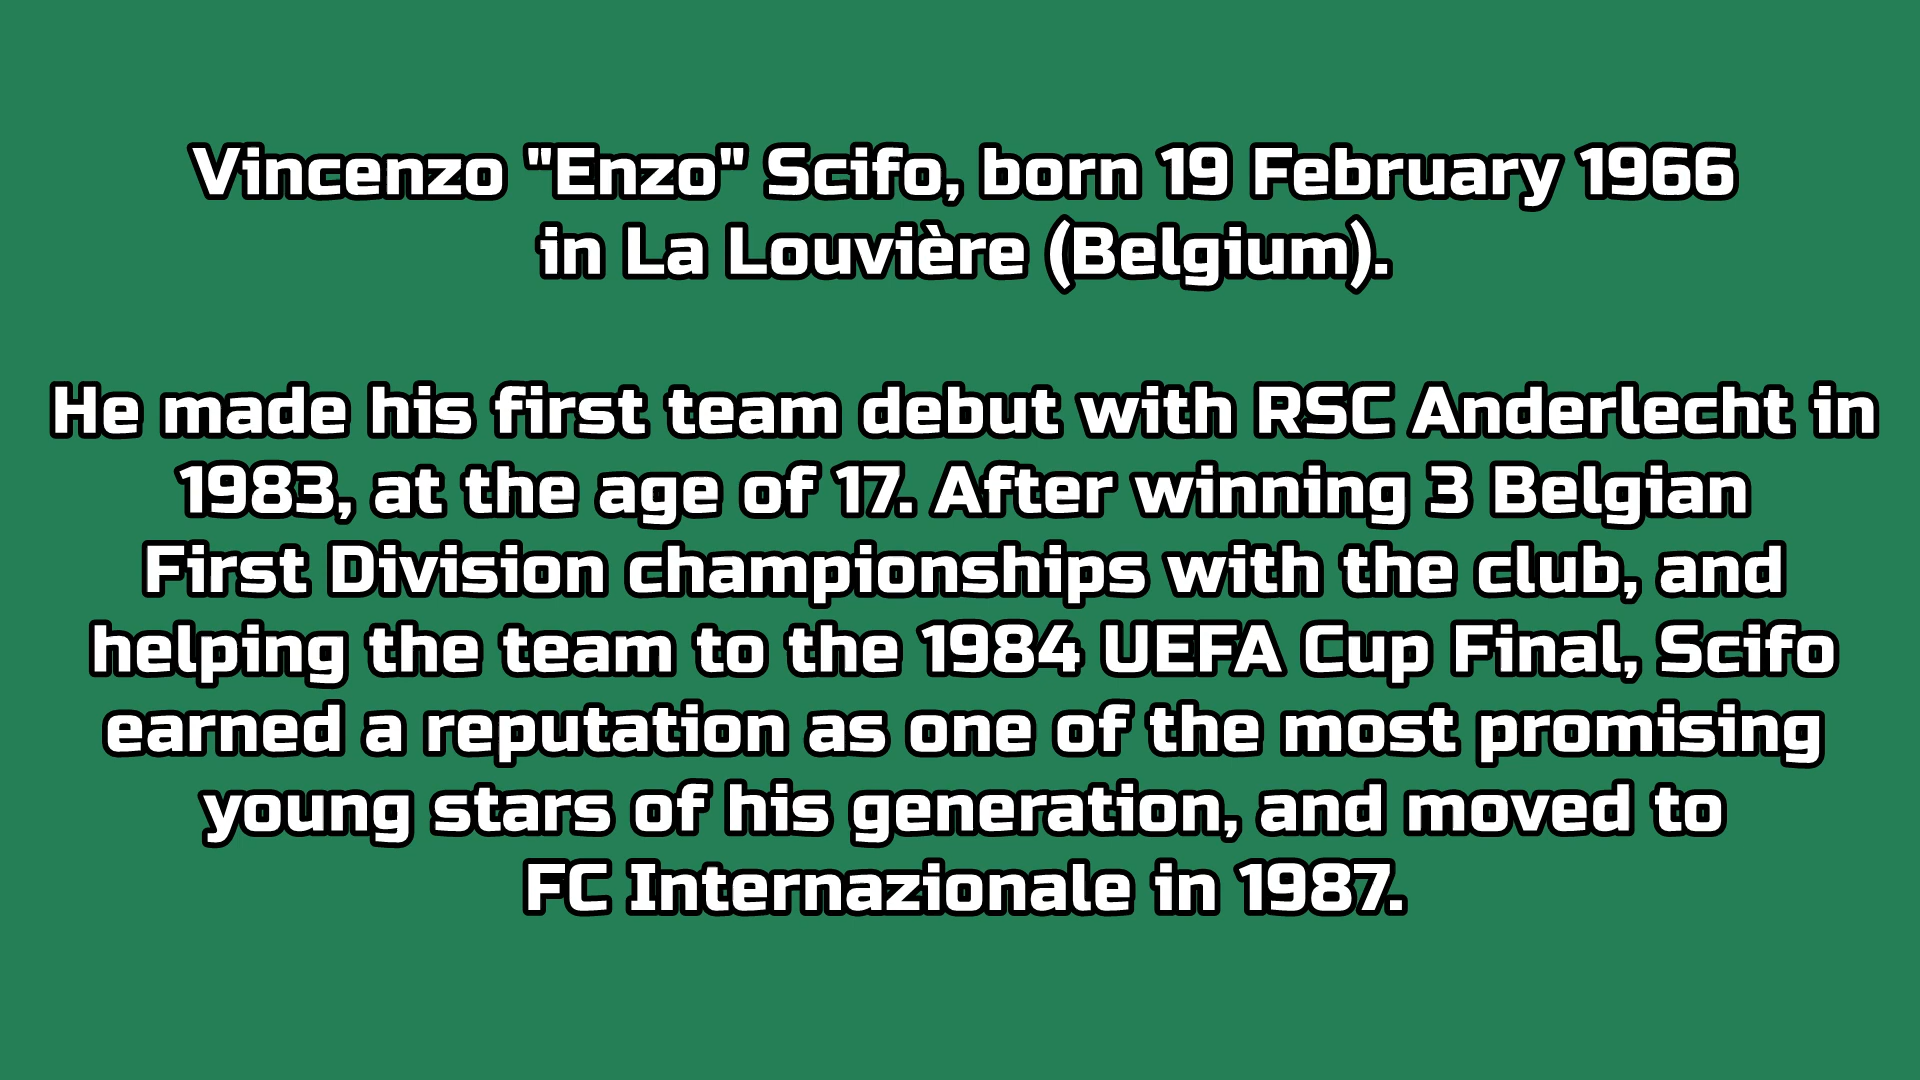 Vincenzo "Enzo" Scifo, born 19 February 1966
in La Louvière (Belgium).
He made his first team debut with RSC Anderlecht in
1983, at the age of 17. After winning 3 Belgian
First Division championships with the club, and
helping the team to the 1984 UEFA Cup Final, Scifo
earned a reputation as one of the most promising
young stars of his generation, and moved to
FC Internazionale in 1987.